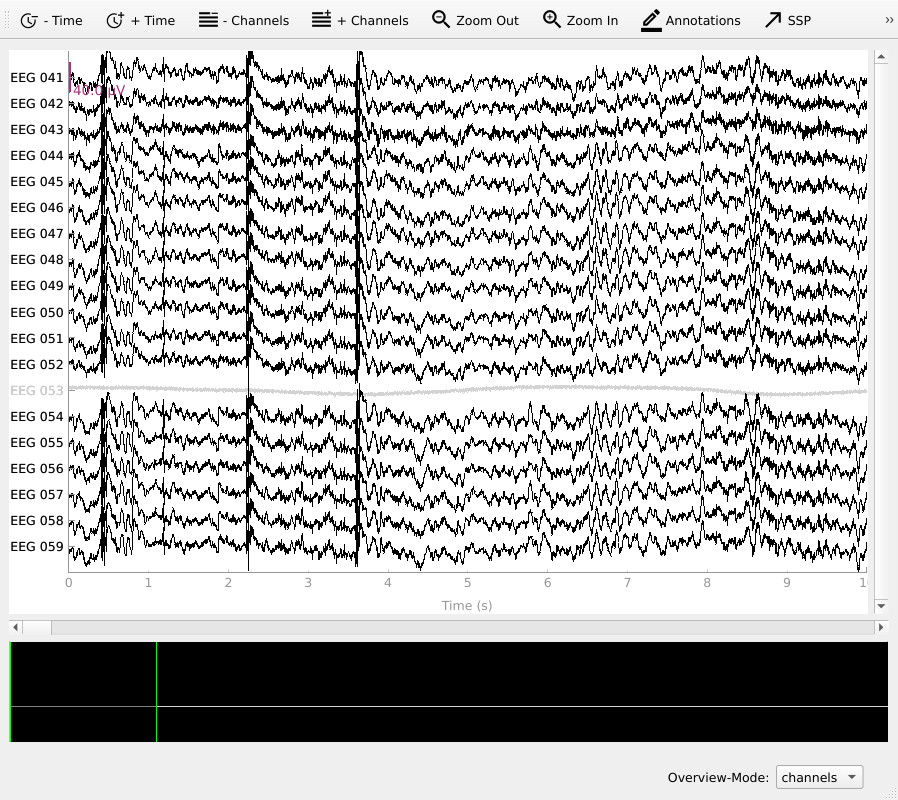 - Time + Time - Channels + Channels Zoom Out Zoom In Annotations SSP »
EEG 041
40.0 µV
EEG 042
EEG 043
EEG 044
EEG 045
EEG 046
EEG 047
EEG 048
EEG 049
EEG 050
EEG 051
EEG 052
EEG 053
EEG 054
EEG 055
EEG 056
EEG 057
EEG 058
EEG 059
0 1 2 3 4 5 6 7 8 9 1
Time (s)
Overview-Mode: channels